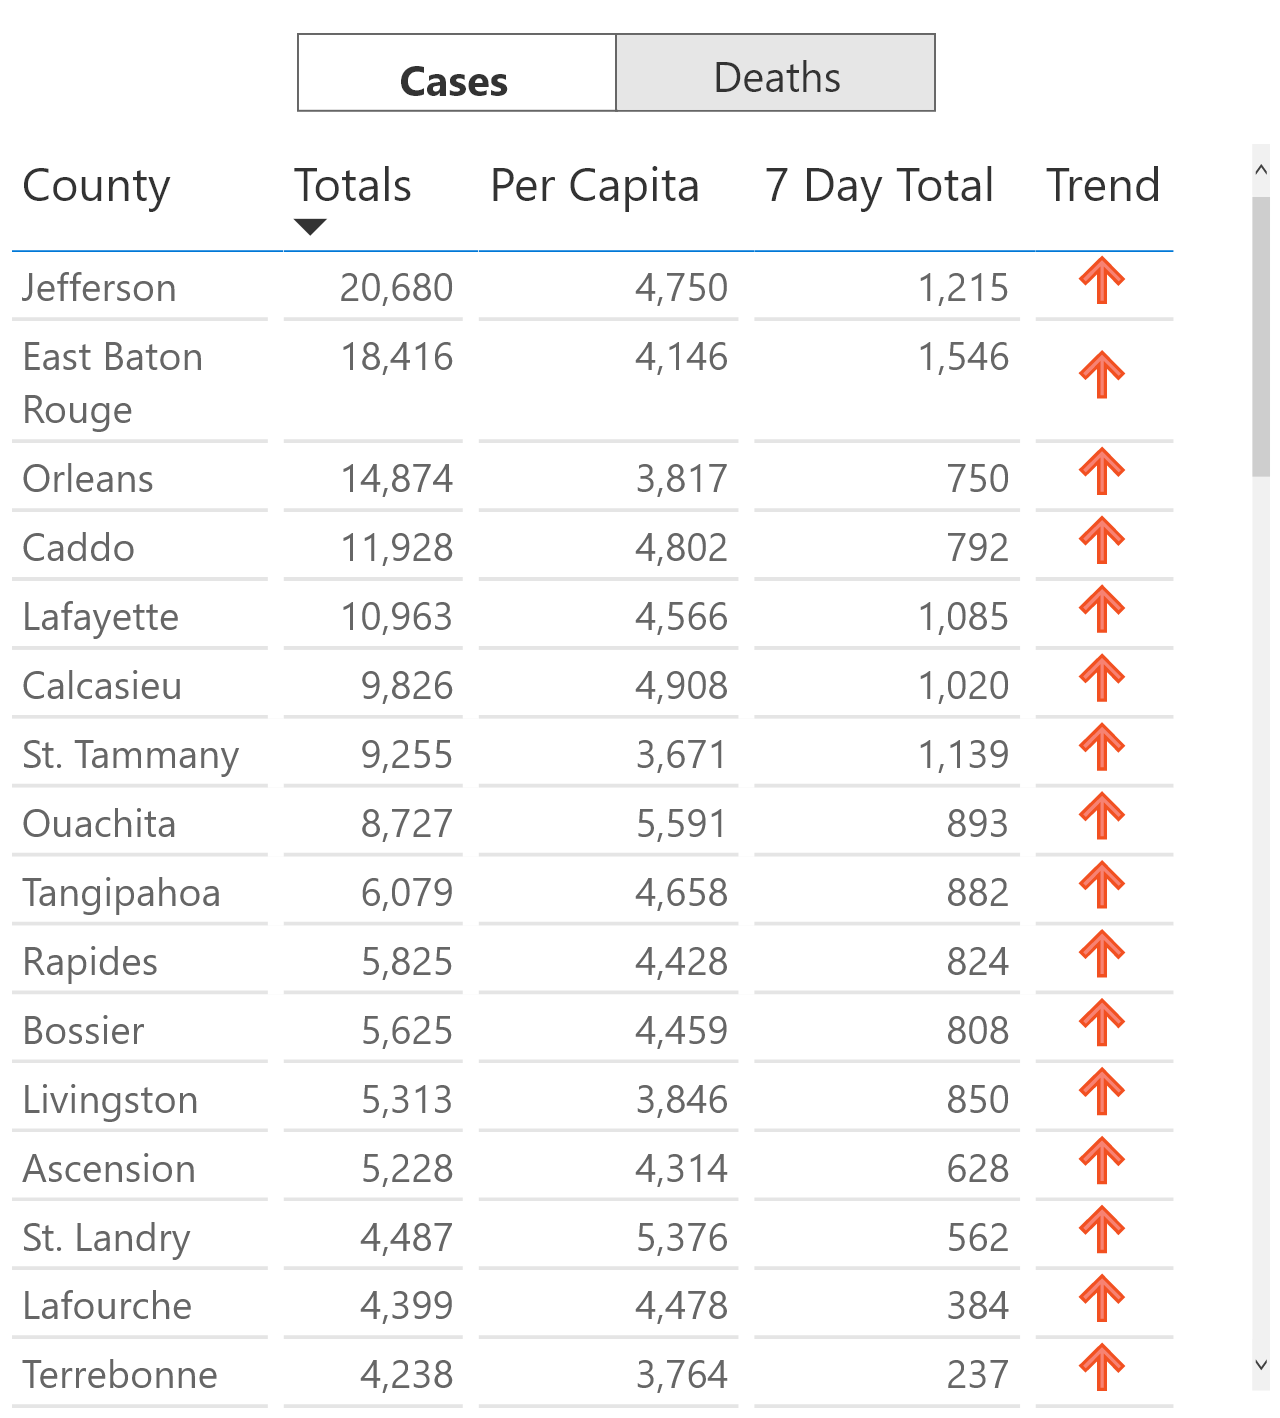 Cases Deaths
County Totals Per Capita 7 Day Total Trend
Jefferson 20,680 4,750 1,215
East Baton 18,416 4,146 1,546
Rouge
Orleans 14,874 3,817 750
Caddo 11,928 4,802 792
Lafayette 10,963 4,566 1,085
Calcasieu 9,826 4,908 1,020
St. Tammany 9,255 3,671 1,139
Ouachita 8,727 5,591 893
Tangipahoa 6,079 4,658 882
Rapides 5,825 4,428 824
Bossier 5,625 4,459 808
Livingston 5,313 3,846 850
Ascension 5,228 4,314 628
St. Landry 4,487 5,376 562
Lafourche 4,399 4,478 384
Terrebonne 4,238 3,764 237